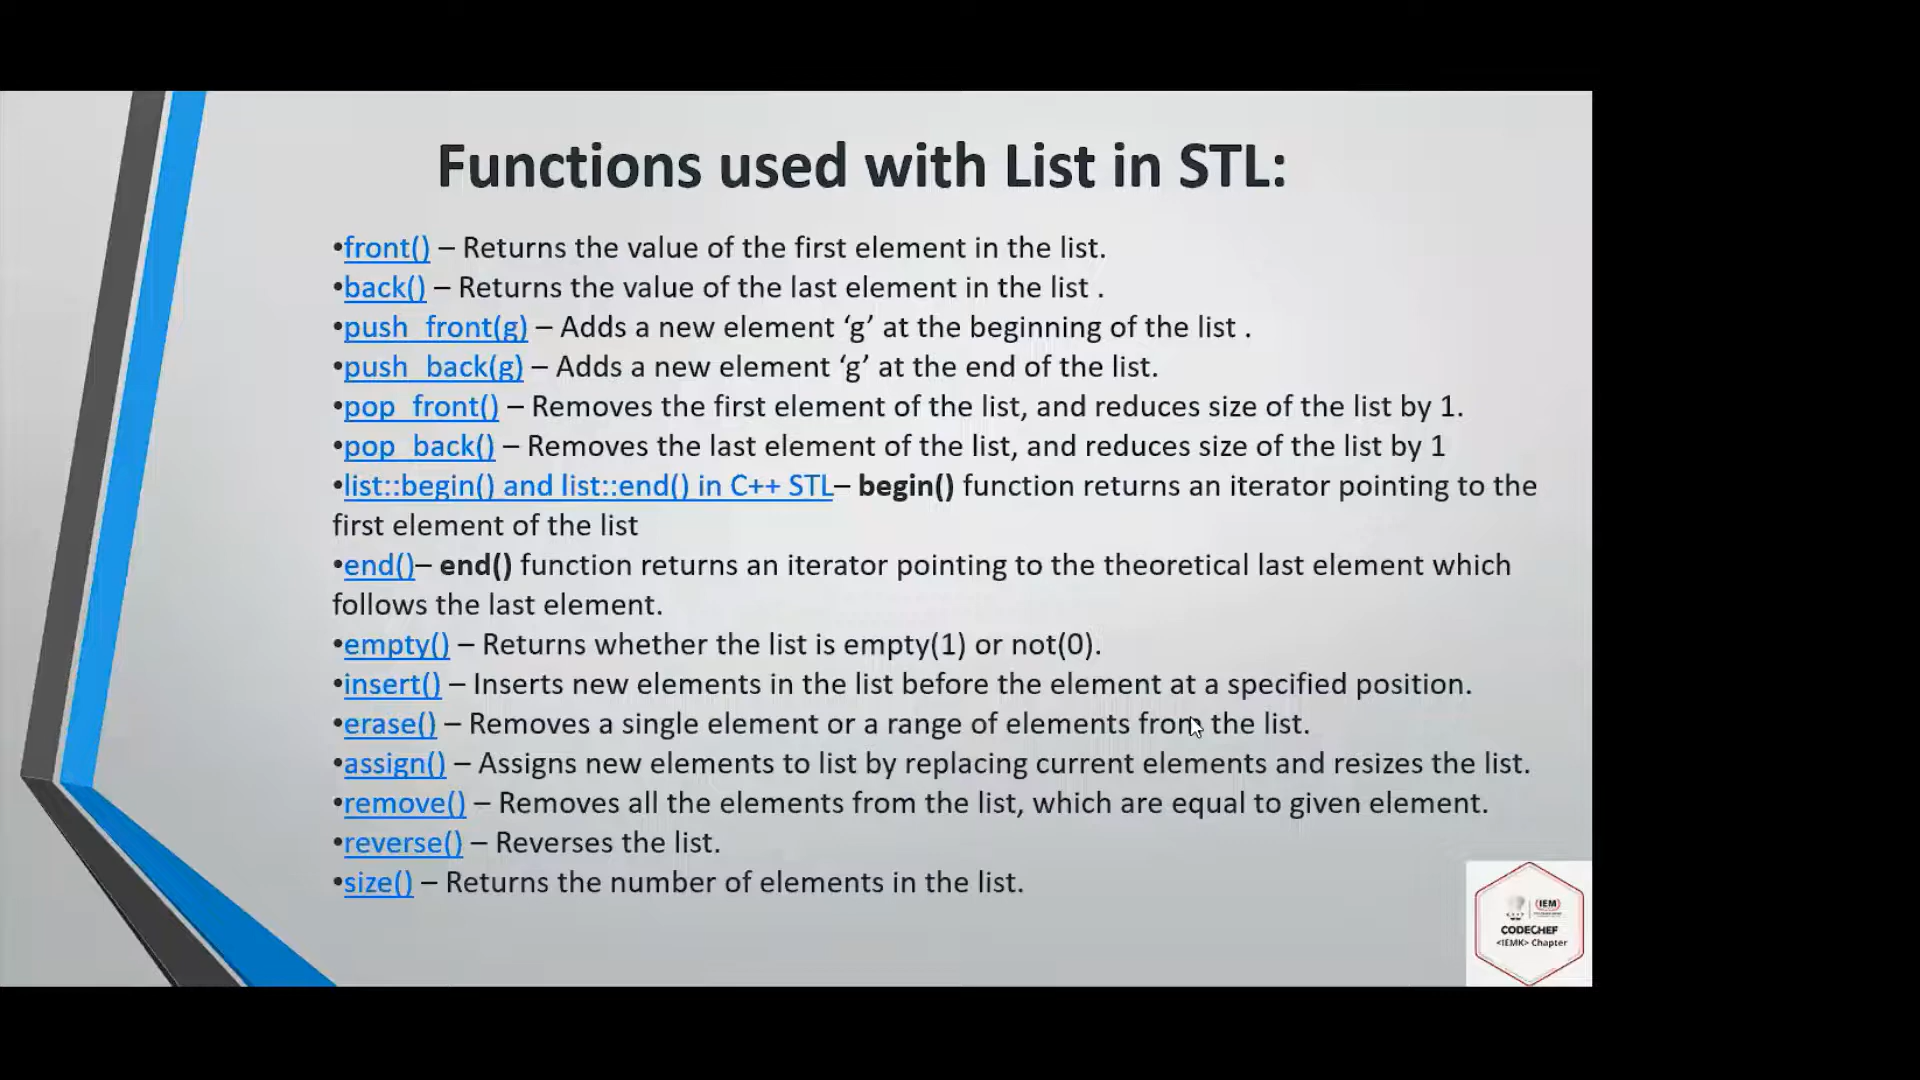 Functions used with List in STL:
•front() – Returns the value of the first element in the list.
•back() – Returns the value of the last element in the list .
•push_front(g) – Adds a new element ‘g’ at the beginning of the list .
•push_back(g) – Adds a new element ‘g’ at the end of the list.
•pop_front() – Removes the first element of the list, and reduces size of the list by 1.
•pop_back() – Removes the last element of the list, and reduces size of the list by 1
•list::begin() and list::end() in C++ STL– begin() function returns an iterator pointing to the
first element of the list
•end()– end() function returns an iterator pointing to the theoretical last element which
follows the last element.
•empty() – Returns whether the list is empty(1) or not(0).
•insert() – Inserts new elements in the list before the element at a specified position.
•erase() – Removes a single element or a range of elements from the list.
•assign() – Assigns new elements to list by replacing current elements and resizes the list.
•remove() – Removes all the elements from the list, which are equal to given element.
•reverse() – Reverses the list.
•size() – Returns the number of elements in the list.
IEM
CODECHEF
<IEMK> Chapter